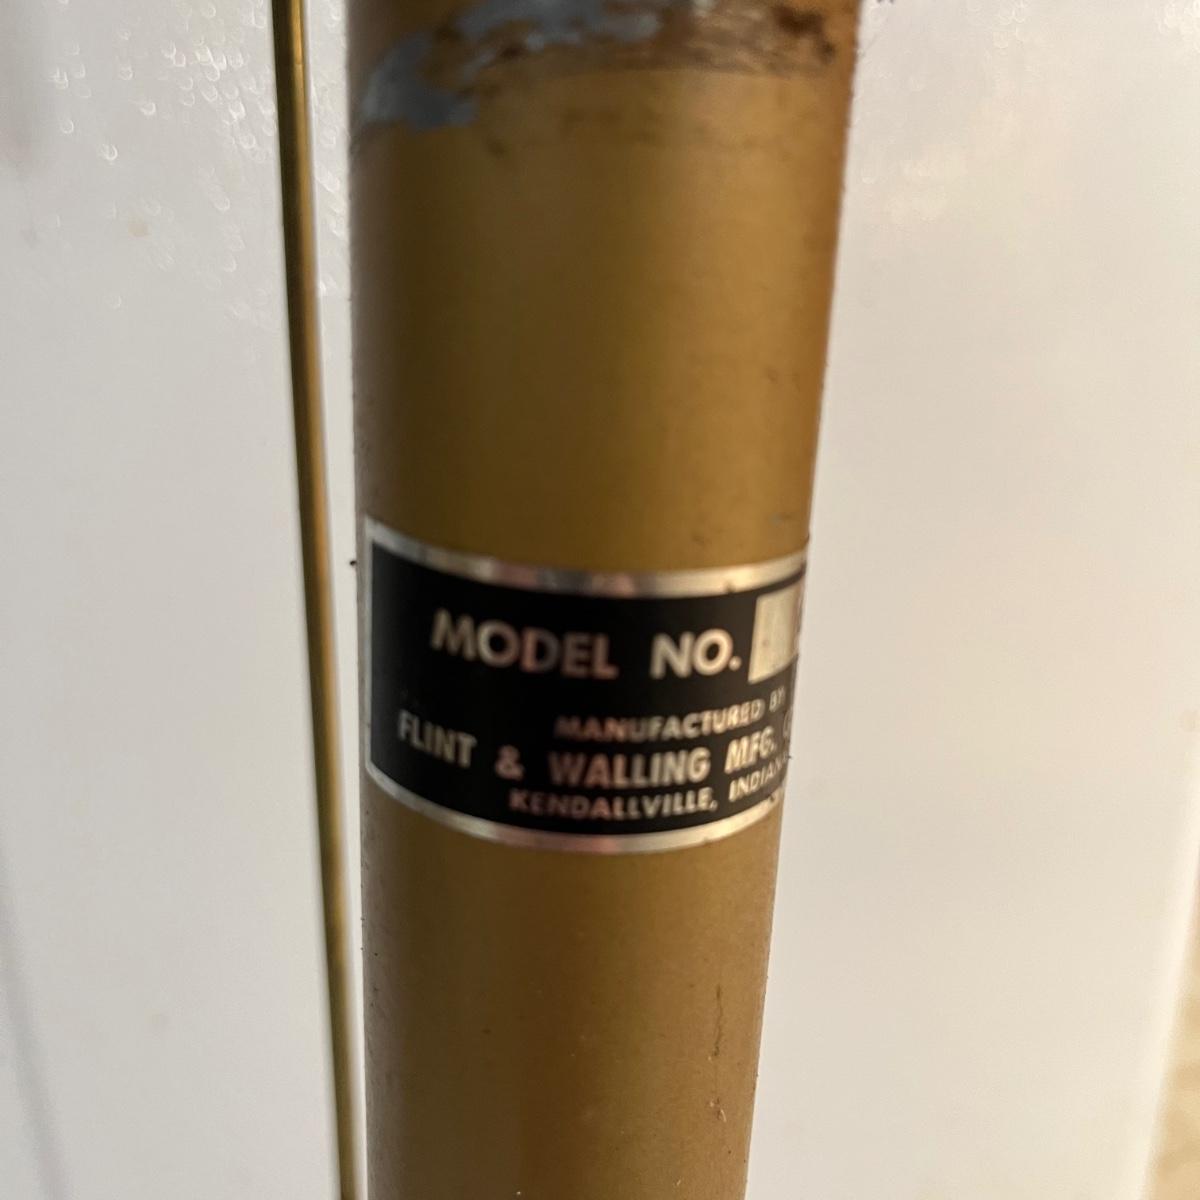 MODEL NO.
MANUFACTURED BY
FLINT & WALLING MFG.
KENDALLVILLE,